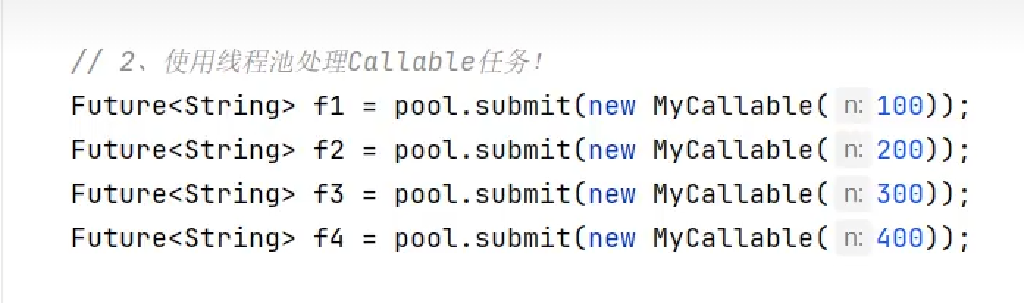 // 2、使用线程池处理Callable任务!
Future<String> f1 = pool.submit(new MyCallable( n: 100));
Future<String> f2 = pool.submit(new MyCallable( n: 200));
Future<String> f3 = pool.submit(new MyCallable( n: 300));
Future<String> f4 = pool.submit(new MyCallable( n: 400));